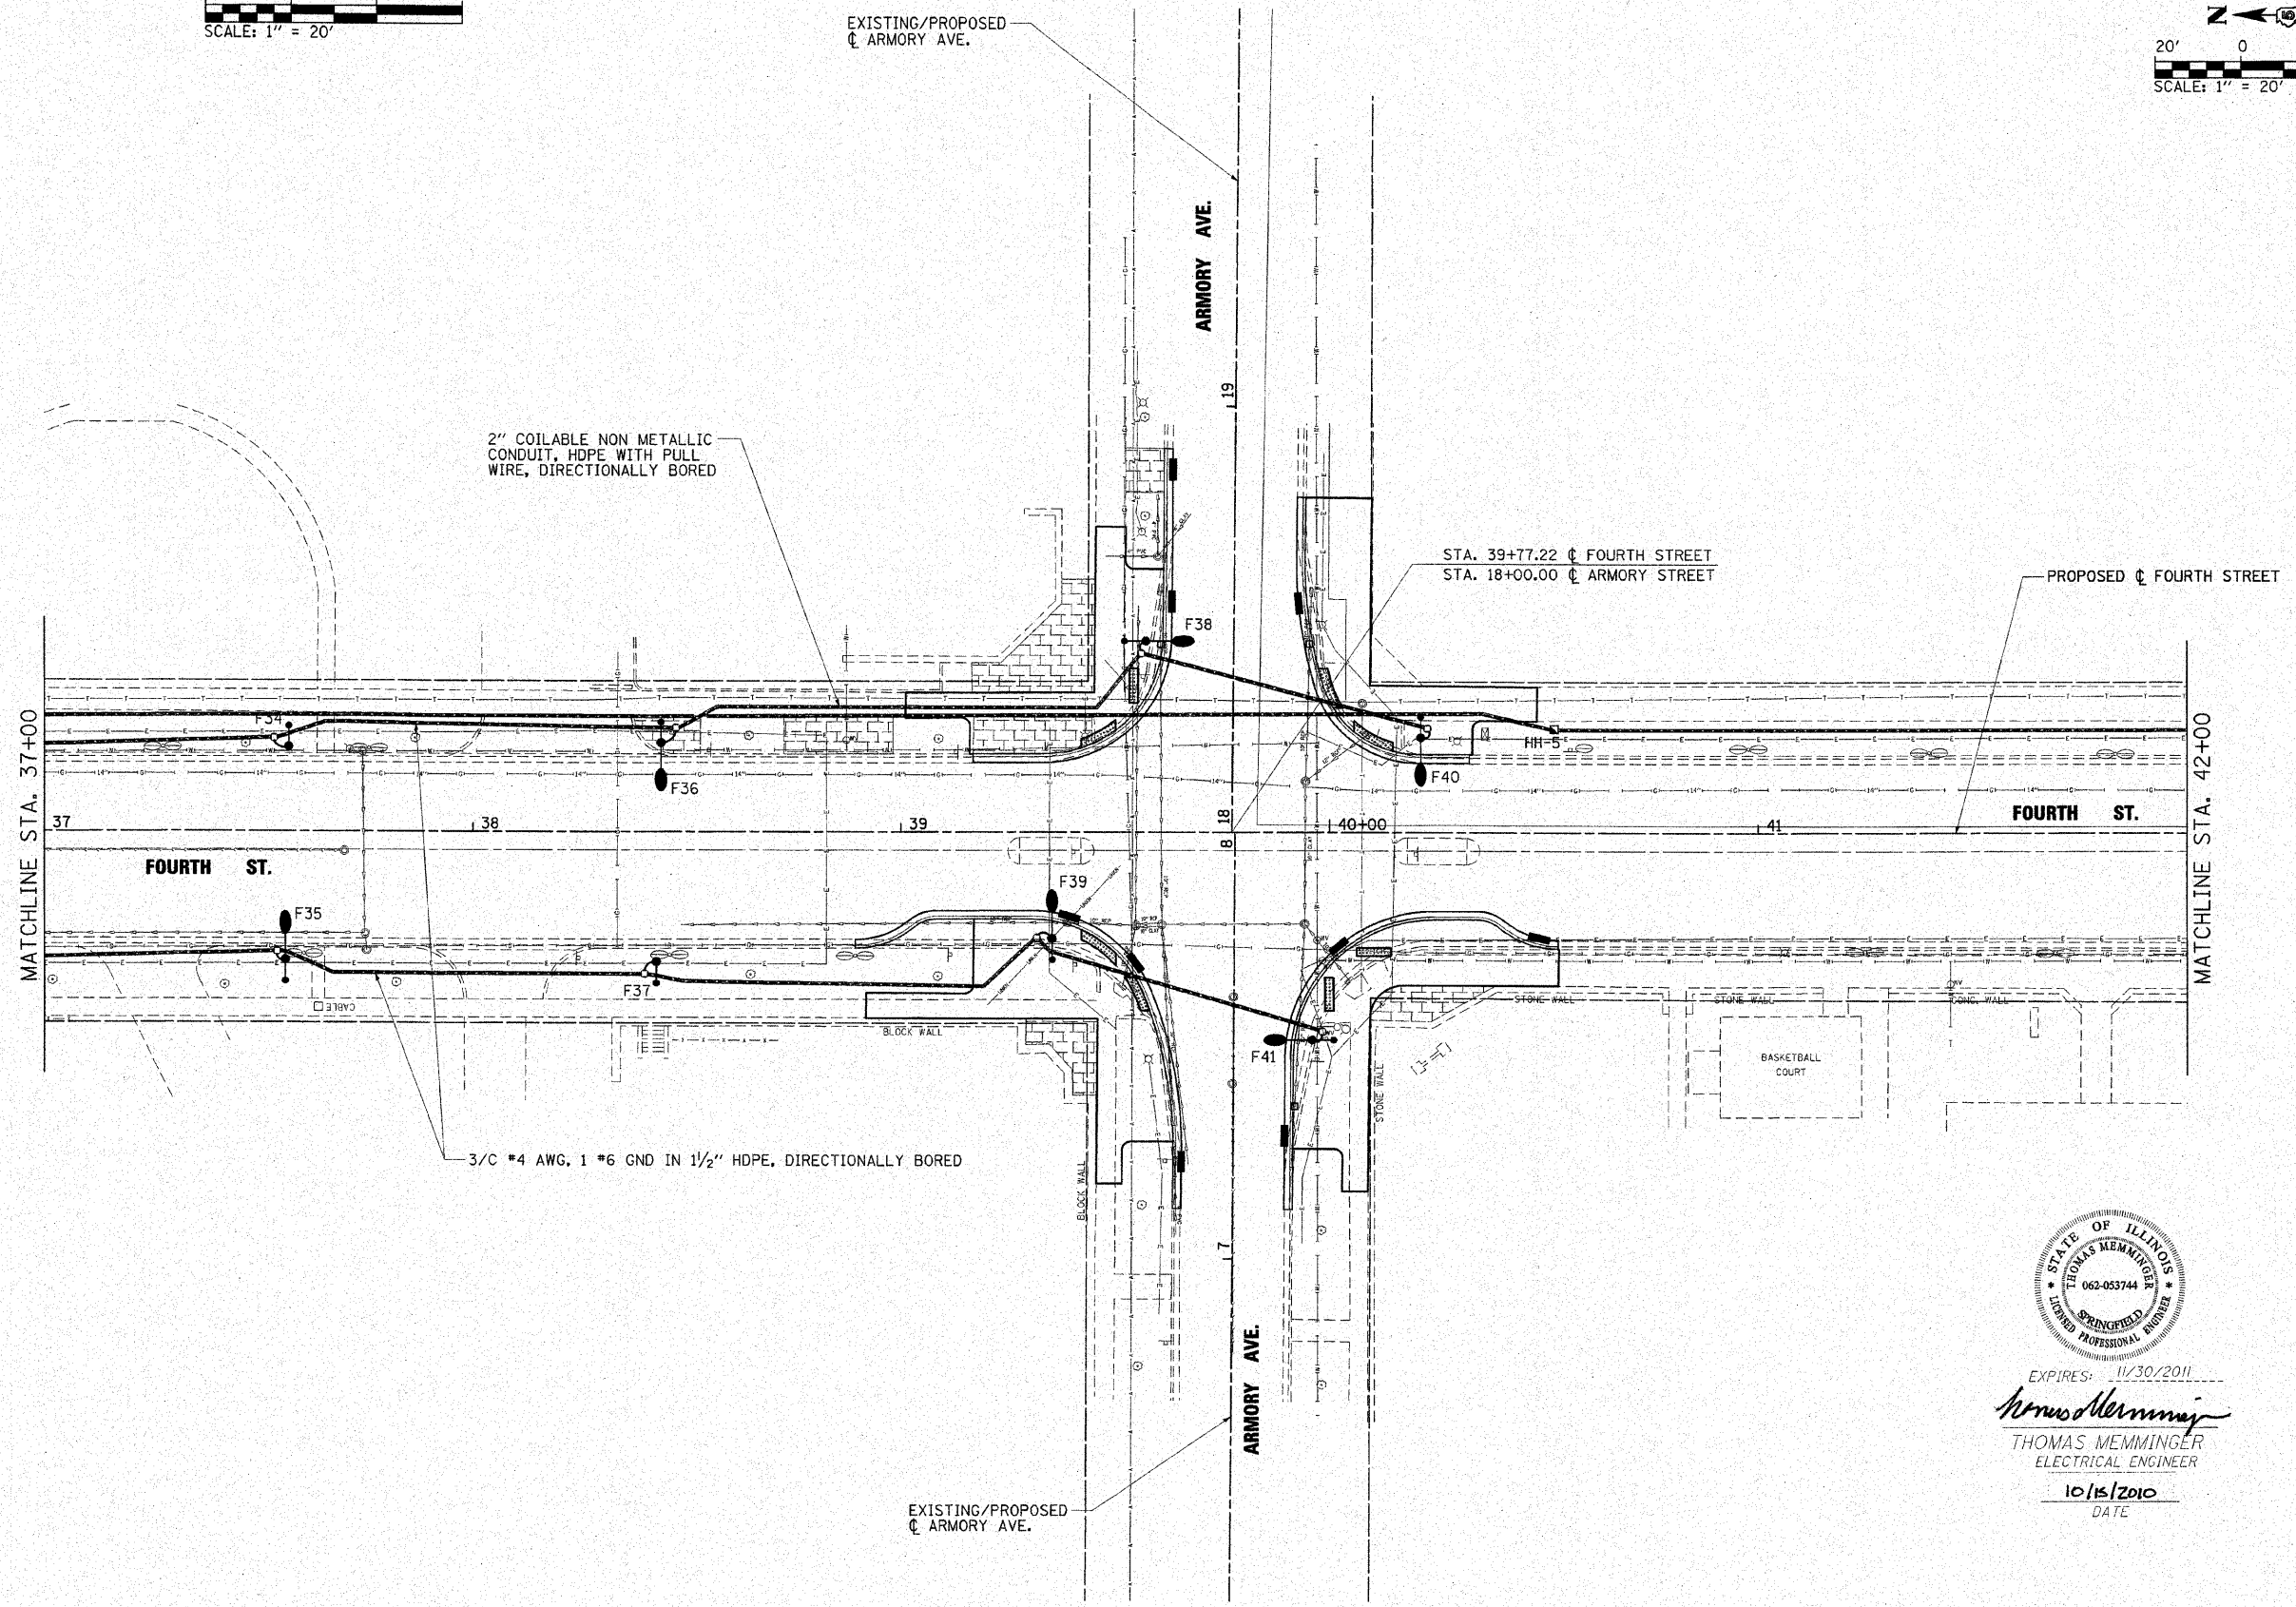 SCALE: 1" = 20'
EXISTING/PROPOSED
℄ ARMORY AVE.
N
20' 0
SCALE: 1" = 20'
ARMORY AVE.
19
2" COILABLE NON METALLIC
CONDUIT, HDPE WITH PULL
WIRE, DIRECTIONALLY BORED
STA. 39+77.22 ℄ FOURTH STREET
STA. 18+00.00 ℄ ARMORY STREET
PROPOSED ℄ FOURTH STREET
F38
F34
F36
F40
HH-5
MATCHLINE STA. 37+00
MATCHLINE STA. 42+00
37
38
39
18
8
40+00
41
FOURTH ST.
FOURTH ST.
F35
F39
F37
F41
CABLE
BLOCK WALL
STONE WALL
STONE WALL
CONC. WALL
BASKETBALL
COURT
STONE WALL
BLOCK WALL
3/C #4 AWG, 1 #6 GND IN 1½" HDPE, DIRECTIONALLY BORED
7
ARMORY AVE.
EXISTING/PROPOSED
℄ ARMORY AVE.
STATE OF ILLINOIS
THOMAS MEMMINGER
062-053744
SPRINGFIELD
LICENSED PROFESSIONAL ENGINEER
EXPIRES: 11/30/2011
THOMAS MEMMINGER
ELECTRICAL ENGINEER
10/15/2010
DATE